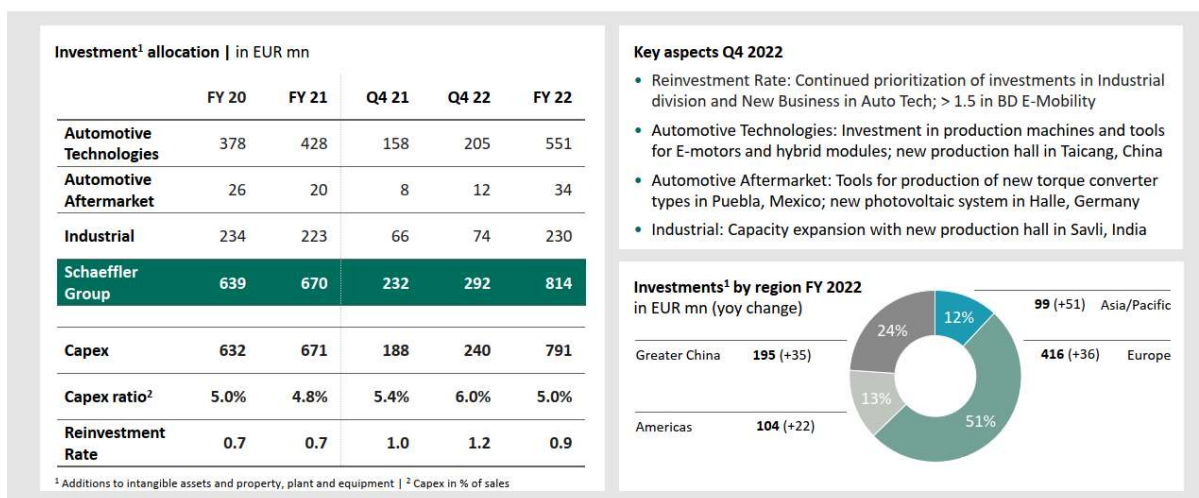 Investment¹ allocation | in EUR mn
FY 20 FY 21 Q4 21 Q4 22 FY 22
Automotive
Technologies 378 428 158 205 551
Automotive
Aftermarket 26 20 8 12 34
Industrial 234 223 66 74 230
Schaeffler
Group 639 670 232 292 814
Capex 632 671 188 240 791
Capex ratio² 5.0% 4.8% 5.4% 6.0% 5.0%
Reinvestment
Rate 0.7 0.7 1.0 1.2 0.9
¹ Additions to intangible assets and property, plant and equipment | ² Capex in % of sales
Key aspects Q4 2022
• Reinvestment Rate: Continued prioritization of investments in Industrial
division and New Business in Auto Tech; > 1.5 in BD E-Mobility
• Automotive Technologies: Investment in production machines and tools
for E-motors and hybrid modules; new production hall in Taicang, China
• Automotive Aftermarket: Tools for production of new torque converter
types in Puebla, Mexico; new photovoltaic system in Halle, Germany
• Industrial: Capacity expansion with new production hall in Savli, India
Investments¹ by region FY 2022
in EUR mn (yoy change)
99 (+51) Asia/Pacific
12%
24%
Greater China 195 (+35)
416 (+36) Europe
13%
51%
Americas 104 (+22)